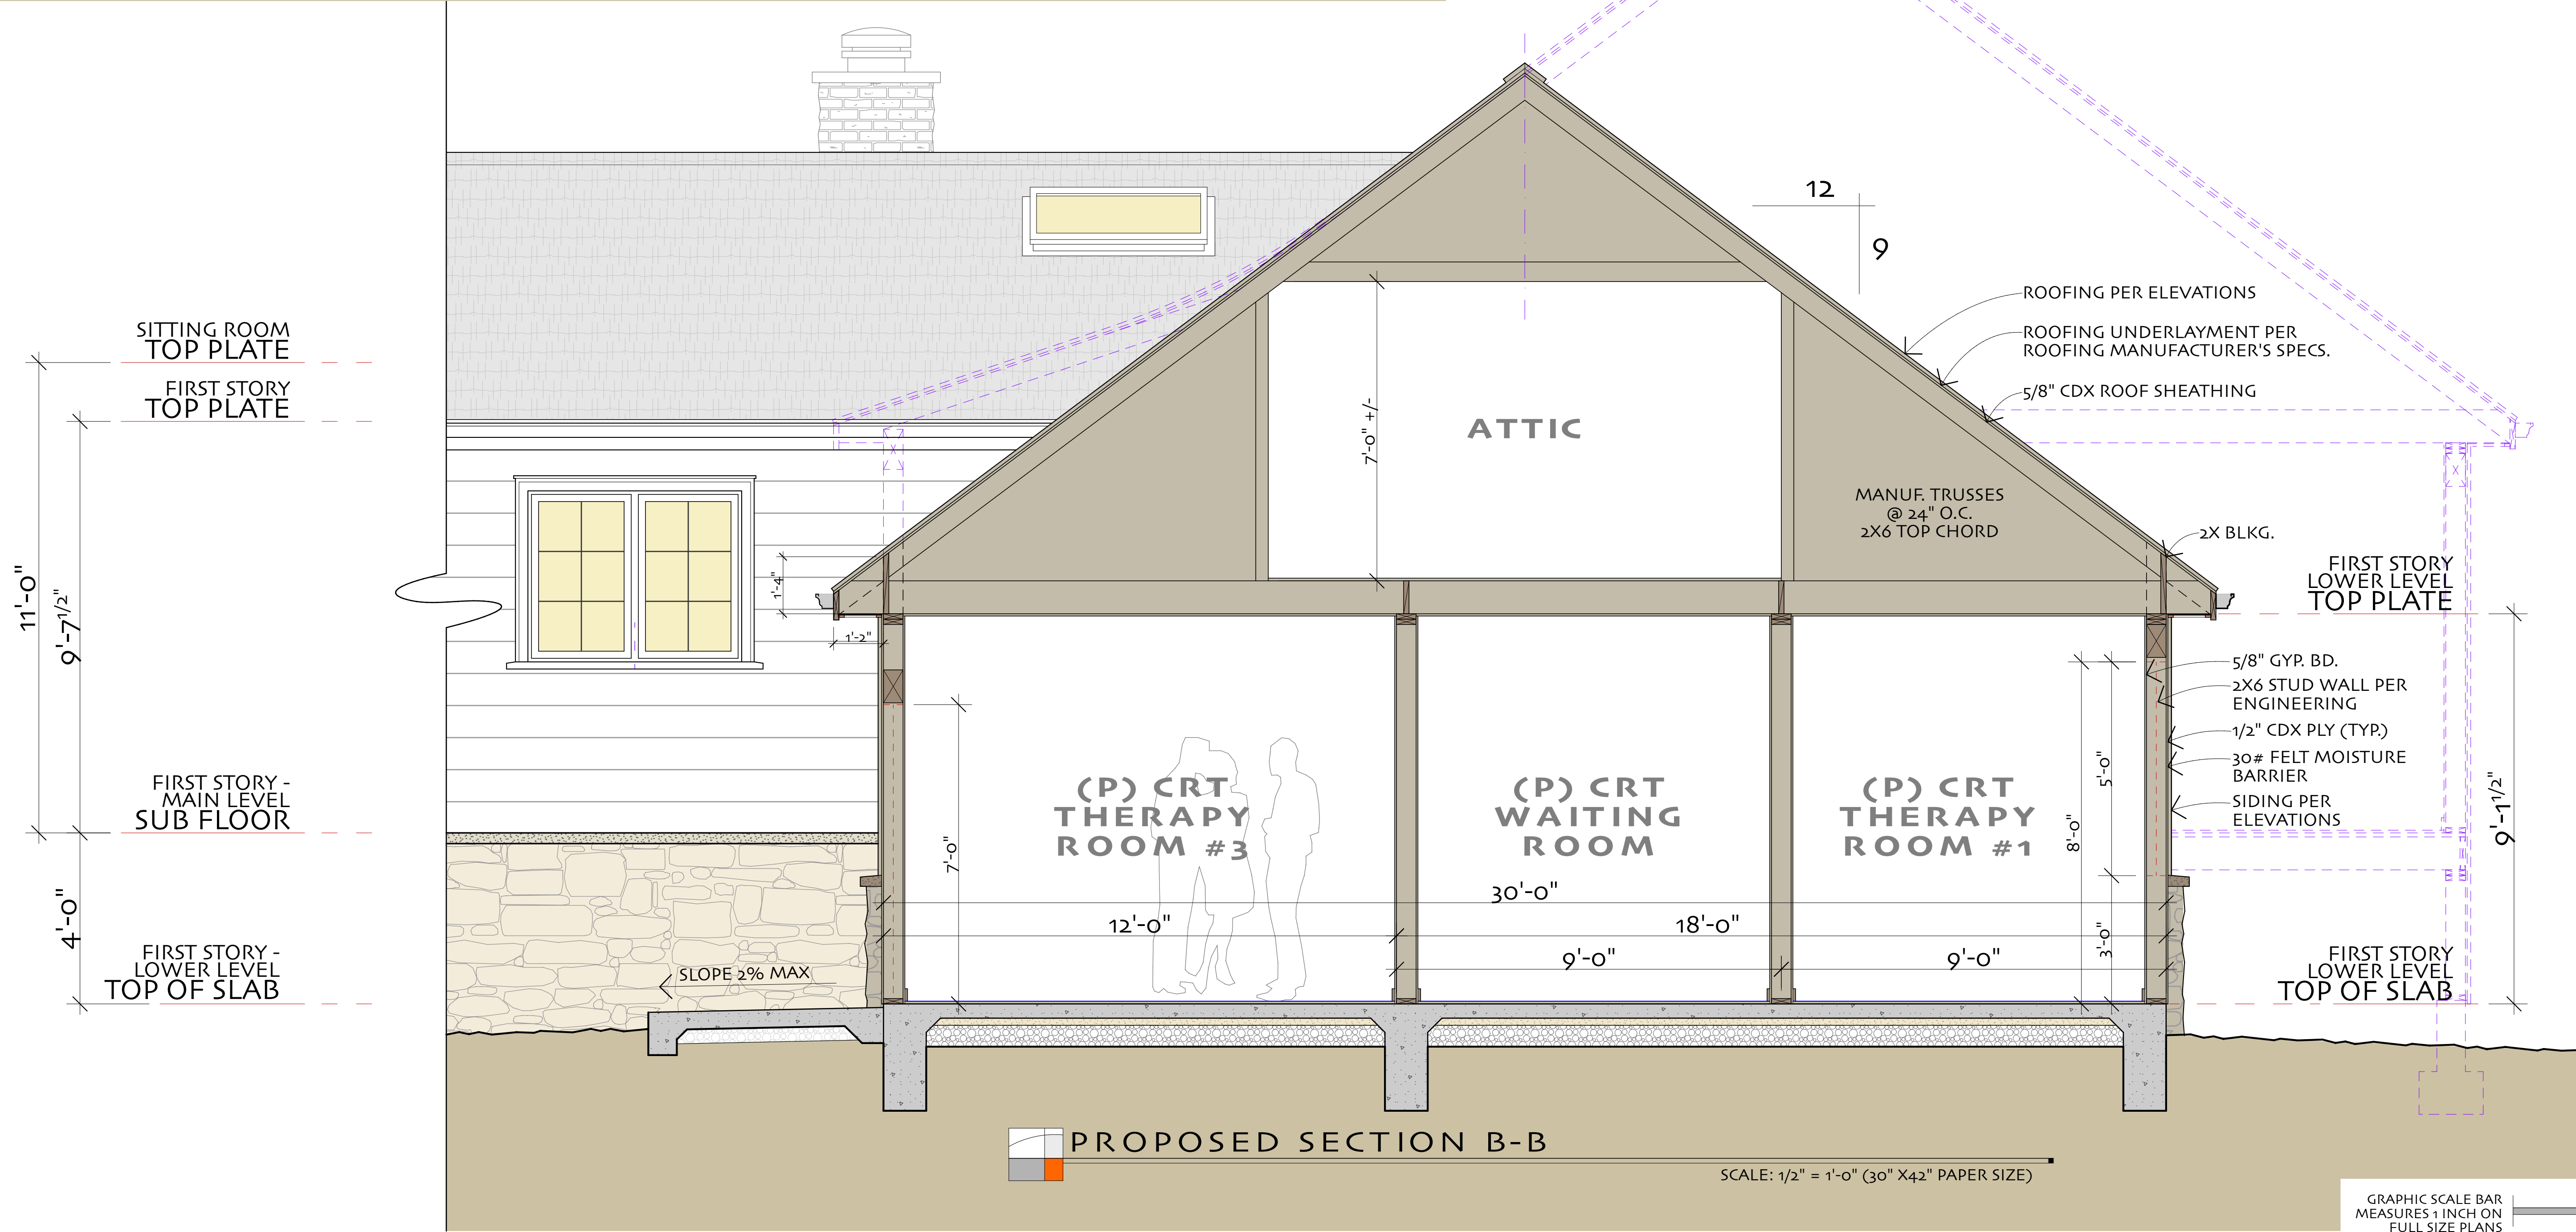 12
9
ROOFING PER ELEVATIONS
ROOFING UNDERLAYMENT PER
ROOFING MANUFACTURER'S SPECS.
5/8" CDX ROOF SHEATHING
SITTING ROOM
TOP PLATE
FIRST STORY
TOP PLATE
ATTIC
7'-0" +/-
MANUF. TRUSSES
@ 24" O.C.
2X6 TOP CHORD
2X BLKG.
FIRST STORY
LOWER LEVEL
TOP PLATE
11'-0"
9'-7 1/2"
1'-4"
1'-2"
5/8" GYP. BD.
2X6 STUD WALL PER
ENGINEERING
1/2" CDX PLY (TYP.)
30# FELT MOISTURE
BARRIER
SIDING PER
ELEVATIONS
FIRST STORY -
MAIN LEVEL
SUB FLOOR
(P) CRT
THERAPY
ROOM #3
(P) CRT
WAITING
ROOM
(P) CRT
THERAPY
ROOM #1
7'-0"
5'-0"
8'-0"
3'-0"
9'-1 1/2"
30'-0"
12'-0"
18'-0"
9'-0"
9'-0"
4'-0"
FIRST STORY -
LOWER LEVEL
TOP OF SLAB
SLOPE 2% MAX
FIRST STORY
LOWER LEVEL
TOP OF SLAB
PROPOSED SECTION B-B
SCALE: 1/2" = 1'-0" (30" X42" PAPER SIZE)
GRAPHIC SCALE BAR
MEASURES 1 INCH ON
FULL SIZE PLANS